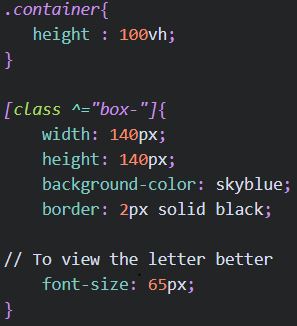 .container{
   height : 100vh;
}

[class ^="box-"]{
    width: 140px;
    height: 140px;
    background-color: skyblue;
    border: 2px solid black;

// To view the letter better
    font-size: 65px;
}